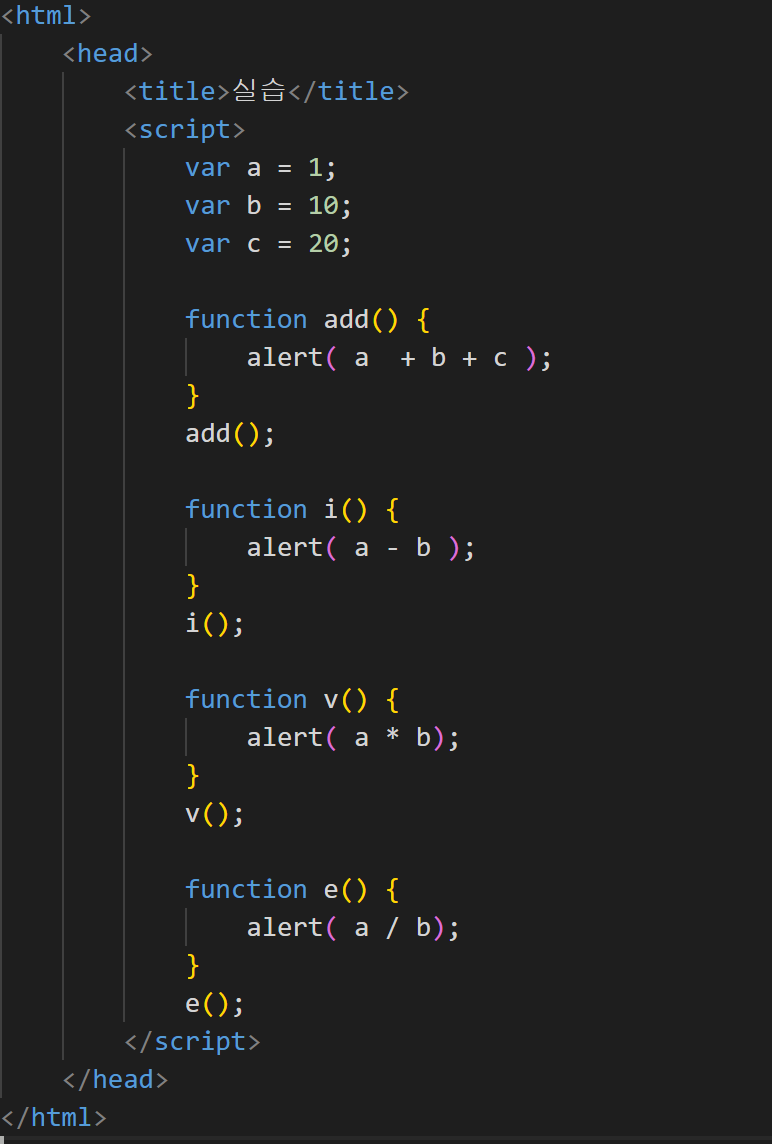 <html>
<head>
<title>실습</title>
<script>
var a = 1;
var b = 10;
var c = 20;
function add() {
alert( a  + b + c );
}
add();
function i() {
alert( a - b );
}
i();
function v() {
alert( a * b);
}
v();
function e() {
alert( a / b);
}
e();
</script>
</head>
</html>